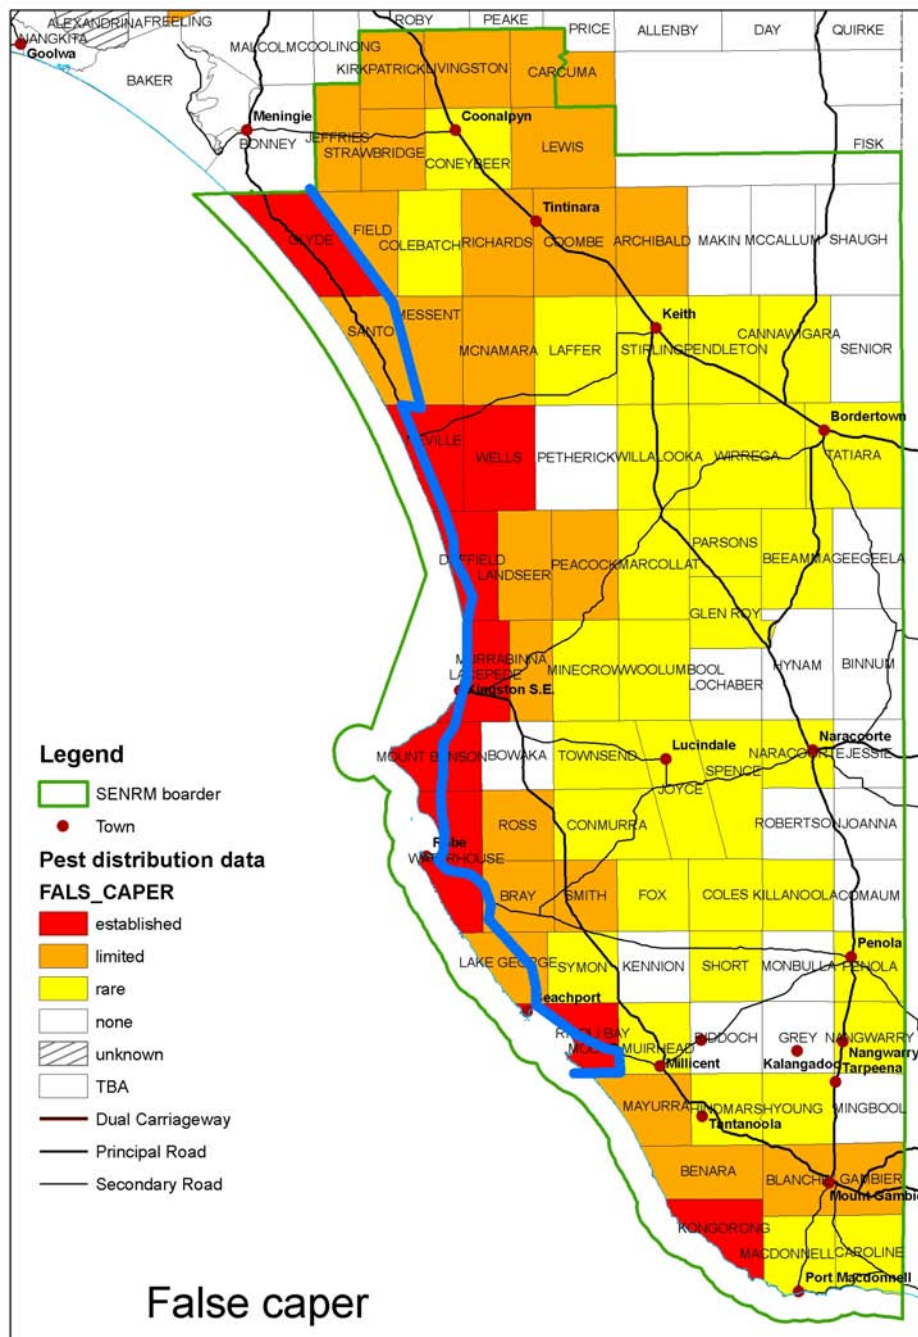 ROBY PEAKE
ALEXANDRINA FREELING PRICE ALLENBY DAY QUIRKE
NANGKITA
Goolwa MALCOLM COOLINONG
KIRKPATRICK LIVINGSTON CARCUMA
BAKER
Meningie Coonalpyn
BONNEY JEFFRIES FISK
STRAWBRIDGE CONEYBEER LEWIS
Tintinara
GLYDE FIELD COLEBATCH RICHARDS COOMBE ARCHIBALD MAKIN MCCALLUM SHAUGH
MESSENT Keith
SANTO CANNAWIGARA
MCNAMARA LAFFER STIRLING PENDLETON SENIOR
Bordertown
NEVILLE
WELLS PETHERICK WILLALOOKA WIRREGA TATIARA
PARSONS
DUFFIELD LANDSEER PEACOCK MARCOLLAT BEEAMMA GEEGEELA
GLEN ROY
MURRABINNA MINECROW WOOLUMBOOL HYNAM BINNUM
LACEPEDE LOCHABER
Kingston S.E.
Lucindale Naracoorte
MOUNT BENSON BOWAKA TOWNSEND SPENCE NARACOORTE JESSIE
JOYCE
ROSS CONMURRA ROBERTSON JOANNA
Robe
WATERHOUSE
BRAY SMITH FOX COLES KILLANOOLA COMAUM
Penola
LAKE GEORGE SYMON KENNION SHORT MONBULLA PENOLA
Beachport
RIVOLI BAY RIDDOCH GREY NANGWARRY
MOUNT MUIRHEAD Kalangadoo Nangwarry
Millicent Tarpeena
MAYURRA HINDMARSH YOUNG MINGBOOL
Tantanoola
BENARA BLANCHE GAMBIER
Mount Gambie
KONGORONG
MACDONNELL CAROLINE
Port Macdonnell
Legend
SENRM boarder
Town
Pest distribution data
FALS_CAPER
established
limited
rare
none
unknown
TBA
Dual Carriageway
Principal Road
Secondary Road
False caper